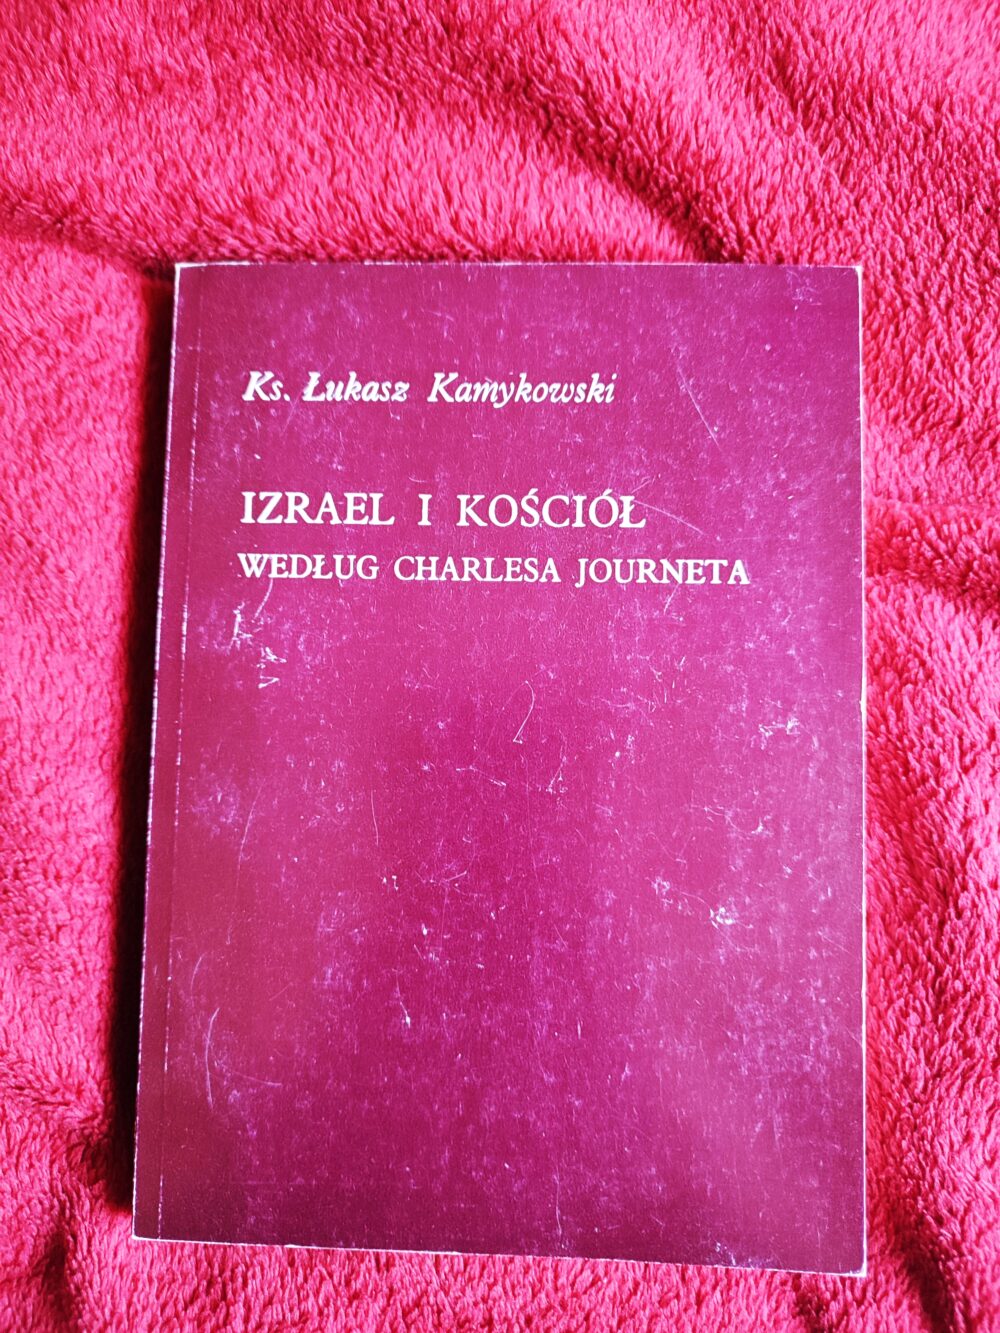 Ks. Łukasz Kamykowski
IZRAEL I KOŚCIÓŁ
WEDŁUG CHARLESA JOURNETA